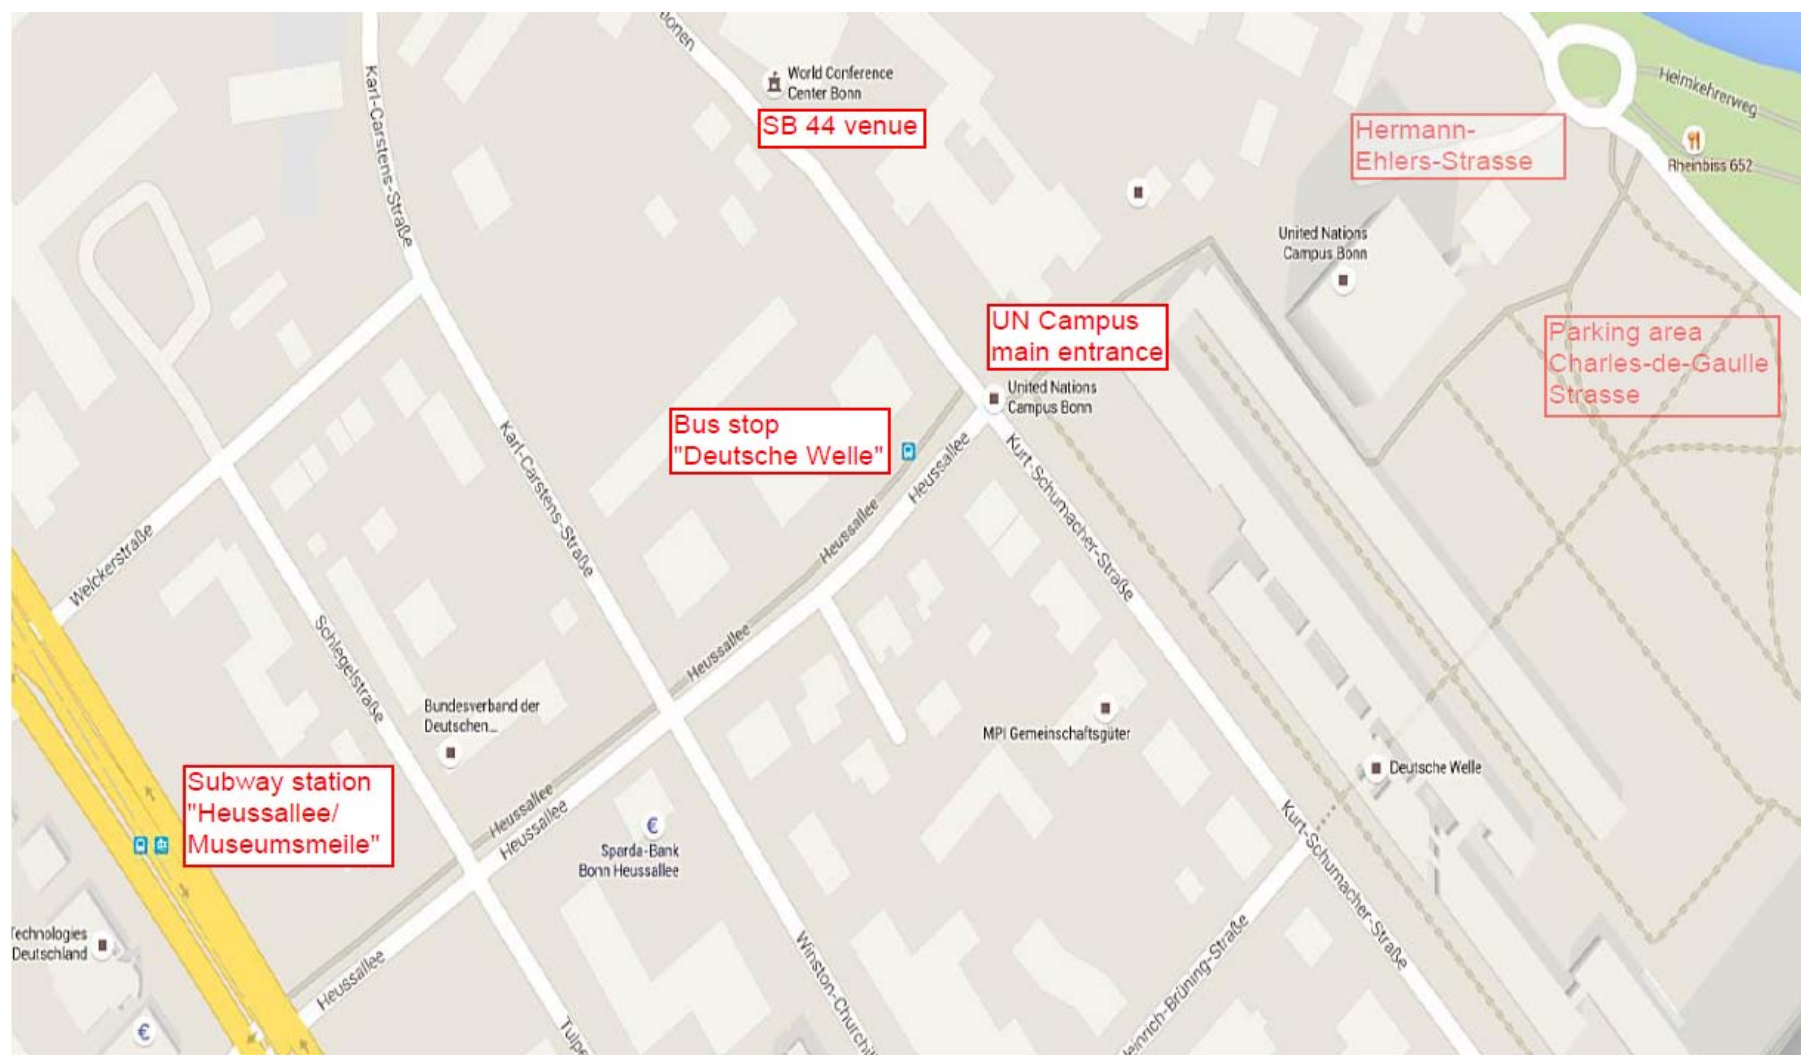 onen
World Conference
Center Bonn
SB 44 venue
Karl-Carstens-Straße
Helmkehrerweg
Hermann-
Ehlers-Strasse
Rheinbiss 652
United Nations
Campus Bonn
UN Campus
main entrance
Parking area
Charles-de-Gaulle
Strasse
United Nations
Campus Bonn
Bus stop
"Deutsche Welle"
Heussallee
Kurt-Schumacher-Straße
Karl-Carstens-Straße
Heussallee
Welckerstraße
Schlegelstraße
Heussallee
Bundesverband der
Deutschen...
MPI Gemeinschaftsgüter
Deutsche Welle
Subway station
"Heussallee/
Museumsmeile"
Heussallee
Heussallee
€
Sparda-Bank
Bonn Heussallee
Kurt-Schumacher-Straße
Technologies
Deutschland
Heussallee
Winston-Churchil
einrich-Brüning-Straße
Tulpe
€